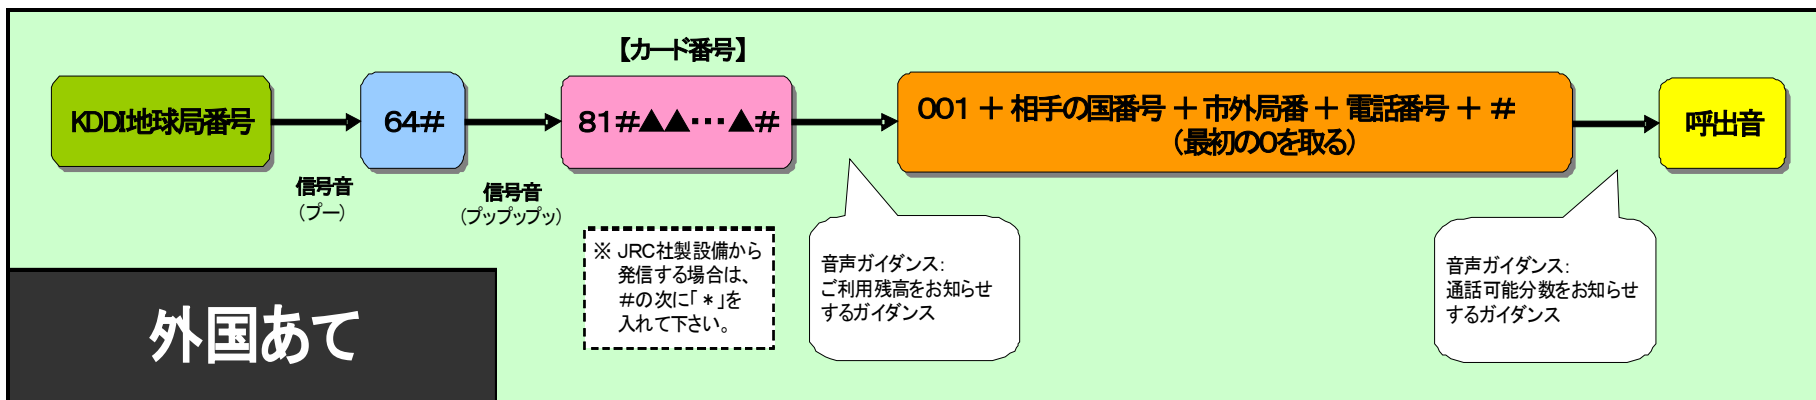 【カード番号】
KDDI地球局番号
64#
81#▲▲…▲#
001 + 相手の国番号 + 市外局番 + 電話番号 + #
(最初の0を取る)
呼出音
信号音
(プー)
信号音
(プップップッ)
※ JRC社製設備から
発信する場合は、
#の次に「*」を
入れて下さい。
音声ガイダンス:
ご利用残高をお知らせ
するガイダンス
音声ガイダンス:
通話可能分数をお知らせ
するガイダンス
外国あて